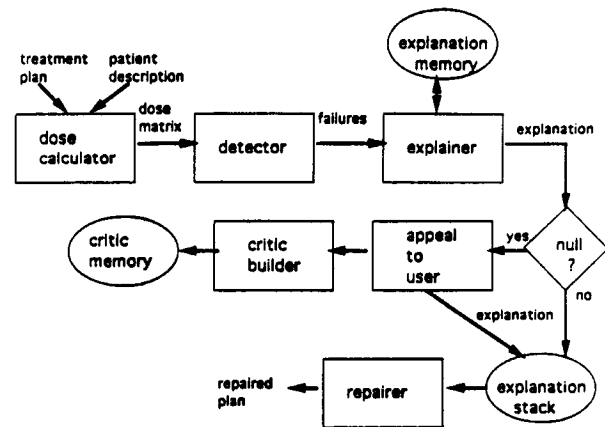 treatment
plan
patient
description
explanation
memory
dose
matrix
failures
explanation
dose
calculator
detector
explainer
critic
memory
critic
builder
appeal
to
user
yes
null
?
no
explanation
repaired
plan
repairer
explanation
stack